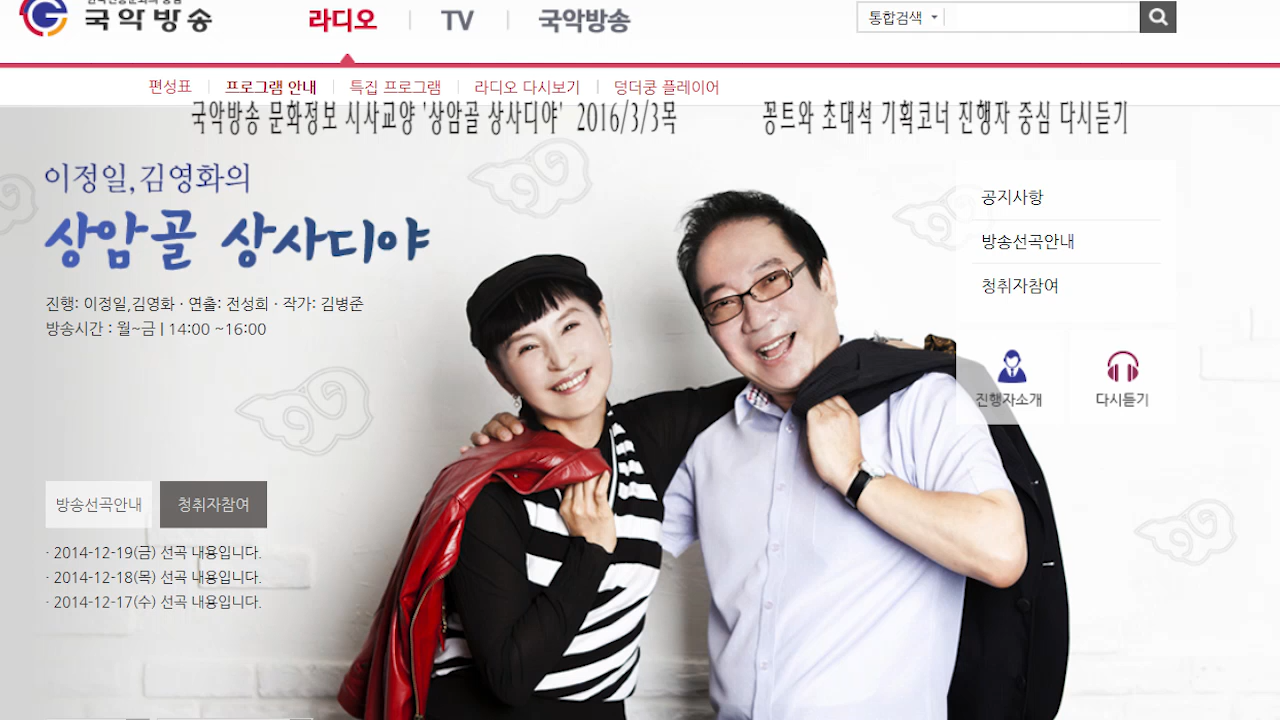 국악방송
라디오
TV
국악방송
통합검색
편성표
프로그램 안내
특집 프로그램
라디오 다시보기
덩더쿵 플레이어
국악방송 문화정보 시사교양 '상암골 상사디야' 2016/3/3목 꽁트와 초대석 기획코너 진행자 중심 다시듣기
이정일,김영화의
상암골 상사디야
진행: 이정일,김영화 · 연출: 전성희 · 작가: 김병준
방송시간 : 월~금 | 14:00 ~16:00
공지사항
방송선곡안내
청취자참여
진행자소개
다시듣기
방송선곡안내
청취자참여
· 2014-12-19(금) 선곡 내용입니다.
· 2014-12-18(목) 선곡 내용입니다.
· 2014-12-17(수) 선곡 내용입니다.